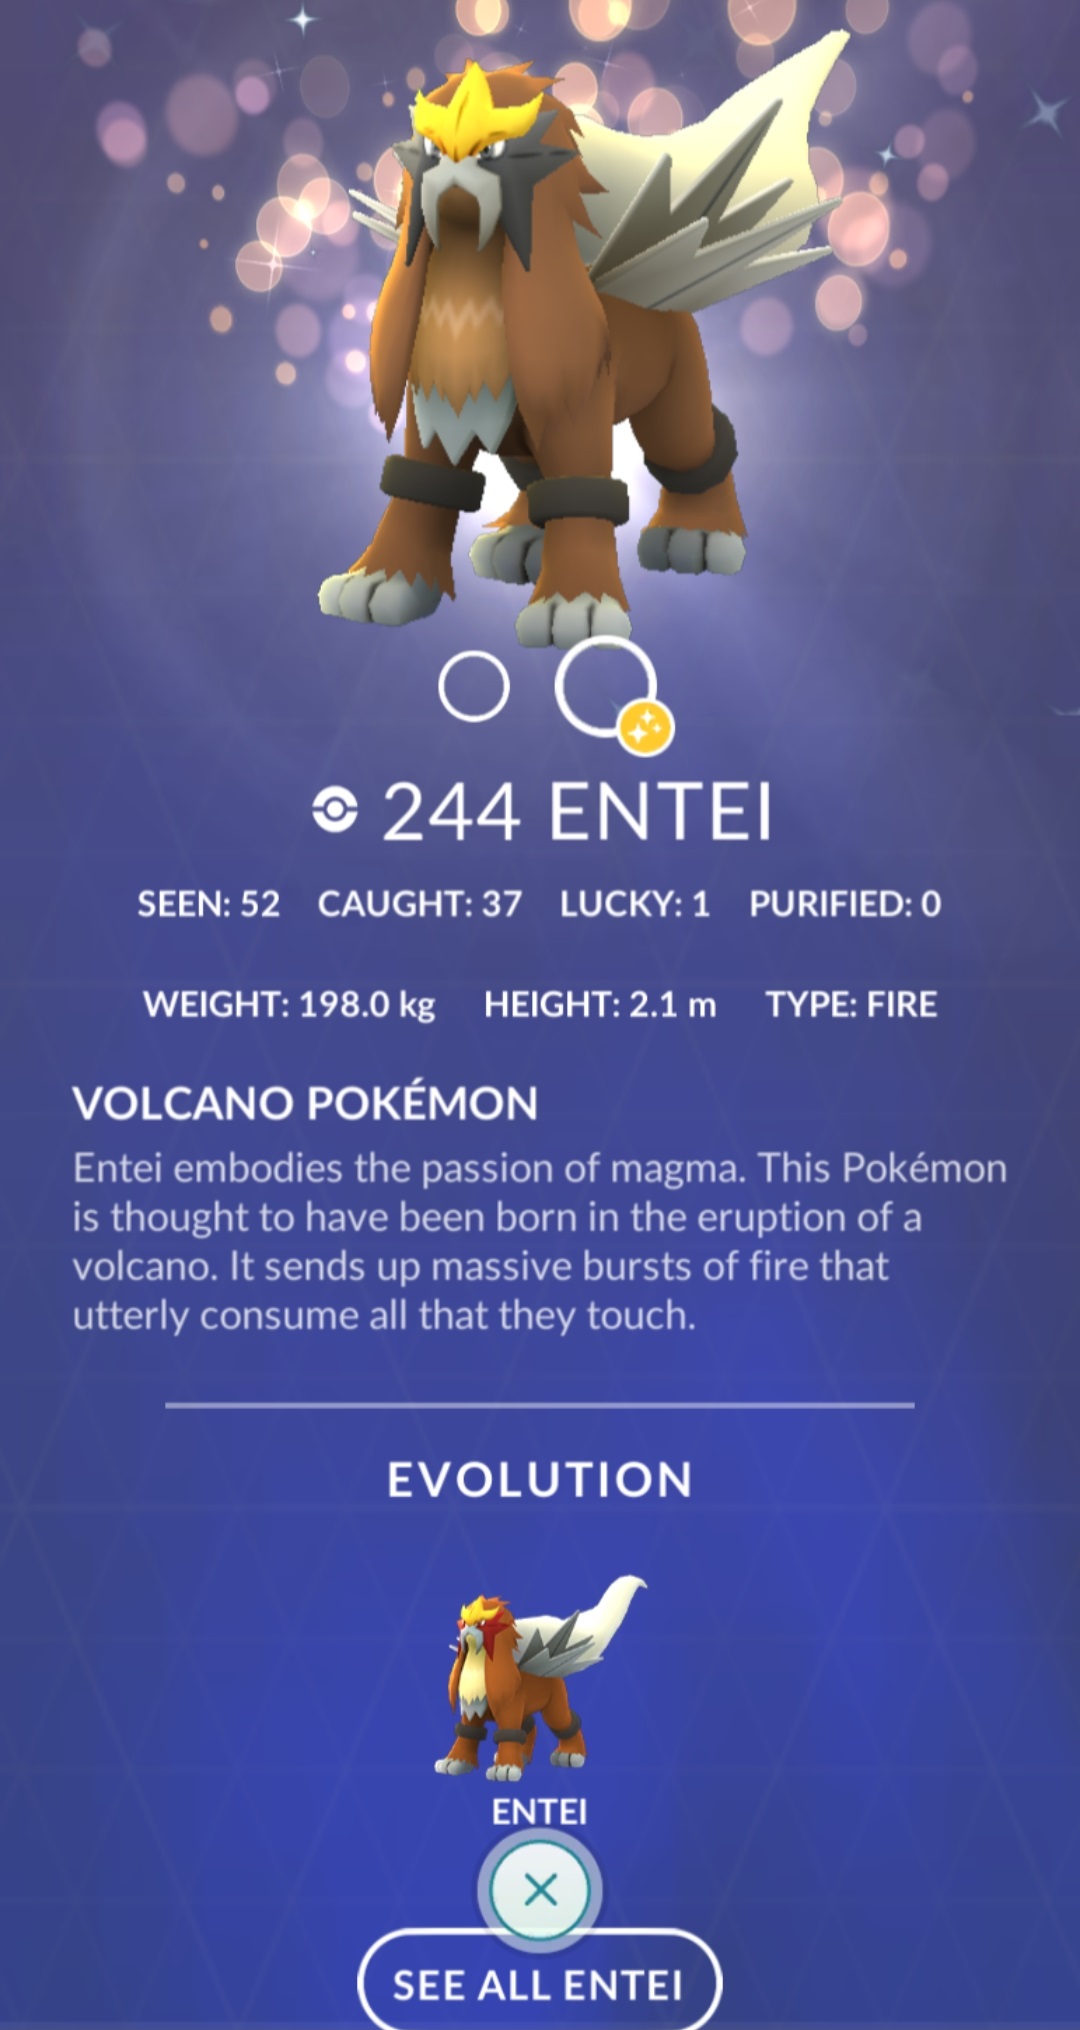 244 ENTEI
SEEN: 52 CAUGHT: 37 LUCKY: 1 PURIFIED: 0
WEIGHT: 198.0 kg HEIGHT: 2.1 m TYPE: FIRE
VOLCANO POKÉMON
Entei embodies the passion of magma. This Pokémon
is thought to have been born in the eruption of a
volcano. It sends up massive bursts of fire that
utterly consume all that they touch.
EVOLUTION
ENTEI
SEE ALL ENTEI